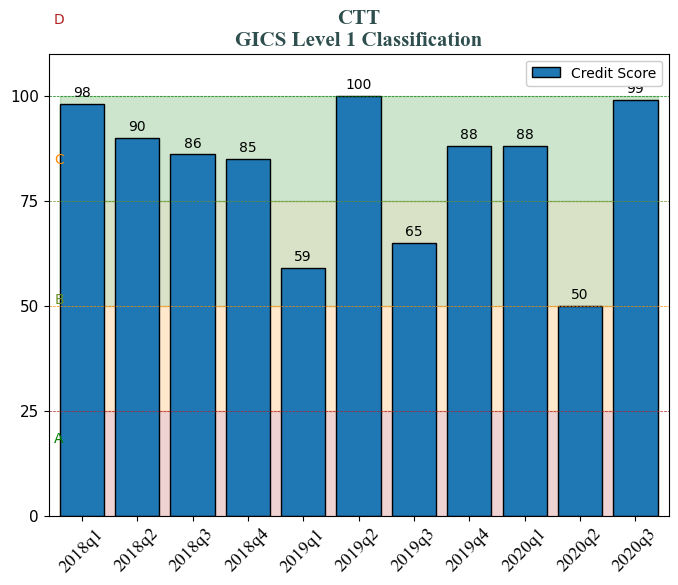 D
CTT
GICS Level 1 Classification
Credit Score
100
98
90
86
85
59
100
65
88
88
50
99
C
75
B
50
25
A
0
2018q1
2018q2
2018q3
2018q4
2019q1
2019q2
2019q3
2019q4
2020q1
2020q2
2020q3